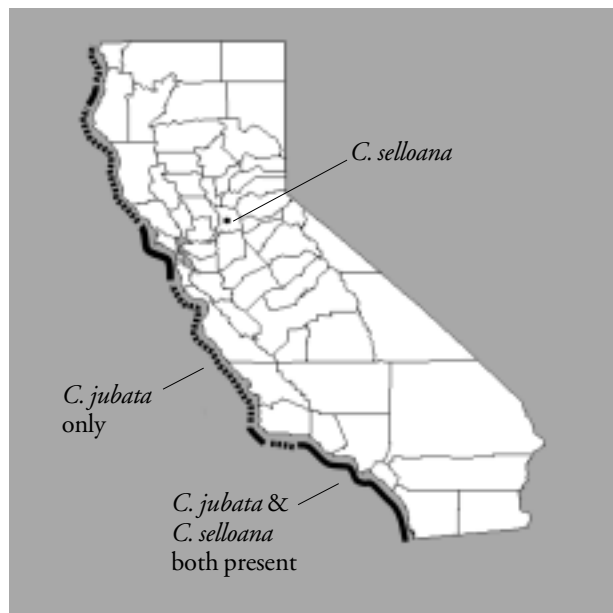 C. selloana
C. jubata
only
C. jubata &
C. selloana
both present